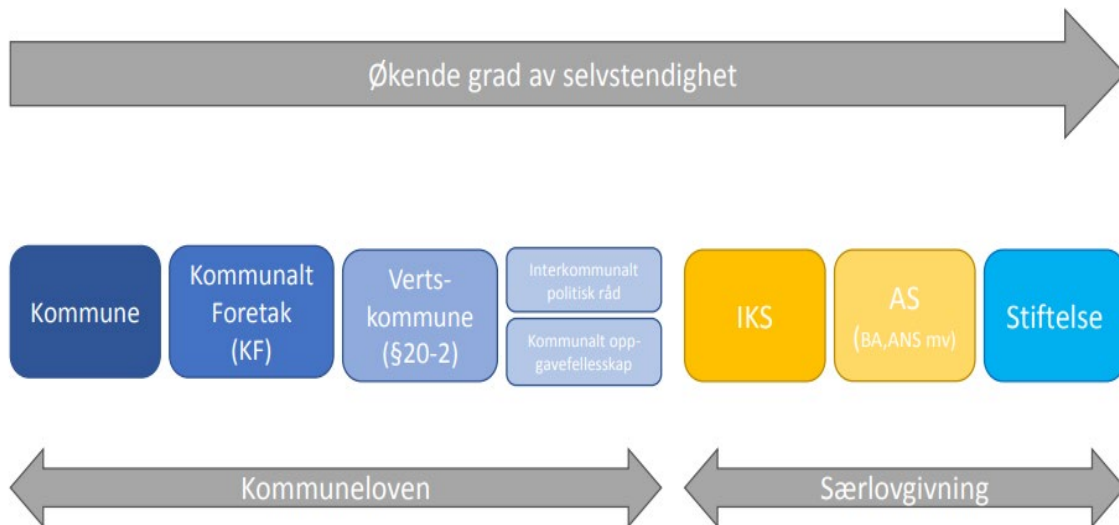 Økende grad av selvstendighet
Kommune
Kommunalt
Foretak
(KF)
Verts-
kommune
(§20-2)
Interkommunalt
politisk råd
Kommunalt opp-
gavefellesskap
IKS
AS
(BA,ANS mv)
Stiftelse
Kommuneloven
Særlovgivning